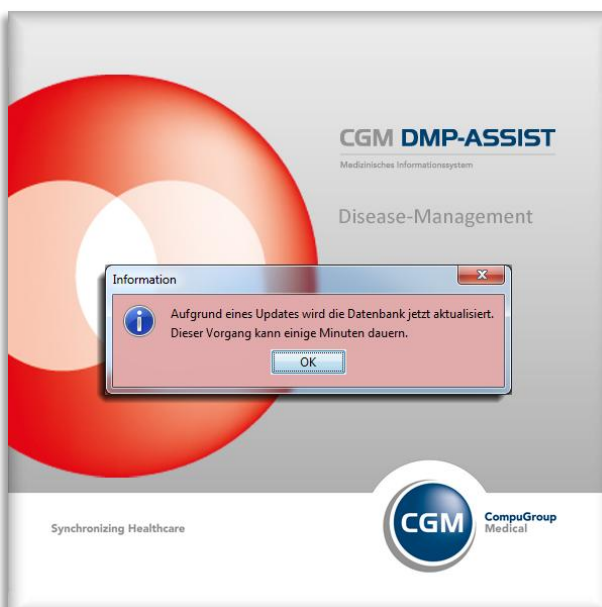 CGM DMP-ASSIST
Medizinisches Informationssystem
Disease-Management
Information
Aufgrund eines Updates wird die Datenbank jetzt aktualisiert.
Dieser Vorgang kann einige Minuten dauern.
OK
Synchronizing Healthcare
CGM
CompuGroup
Medical